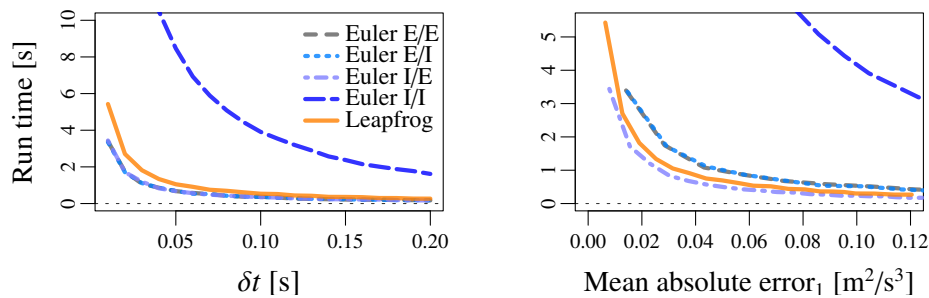 Run time [s]
10
8
6
4
2
0
Euler E/E
Euler E/I
Euler I/E
Euler I/I
Leapfrog
0.05
0.10
0.15
0.20
δt [s]
5
4
3
2
1
0
0.00
0.02
0.04
0.06
0.08
0.10
0.12
Mean absolute error₁ [m²/s³]